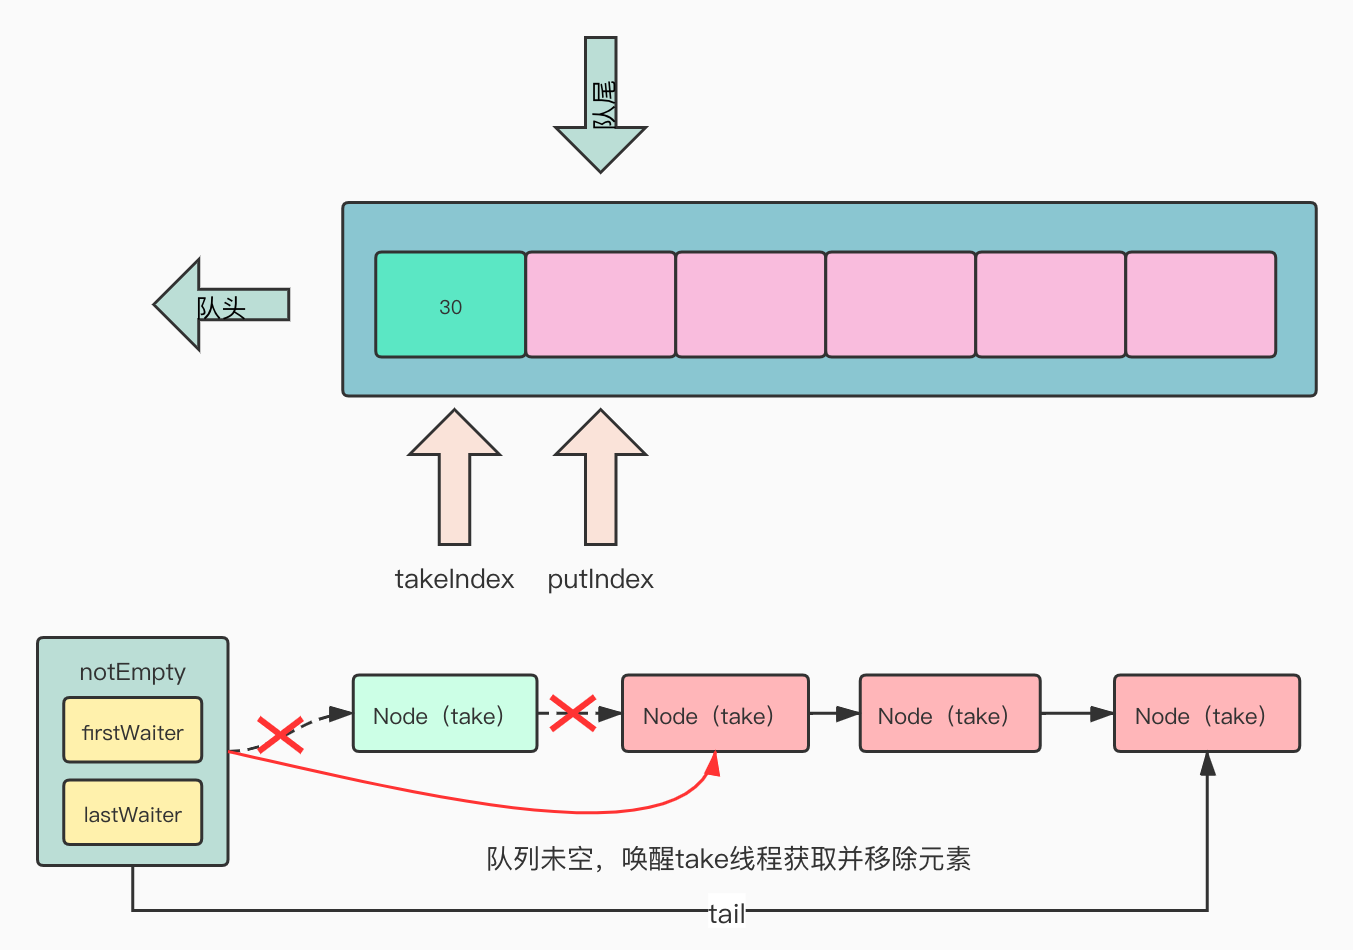 队尾
队头
30
takeIndex
putIndex
notEmpty
firstWaiter
lastWaiter
Node（take）
Node（take）
Node（take）
Node（take）
队列未空，唤醒take线程获取并移除元素
tail